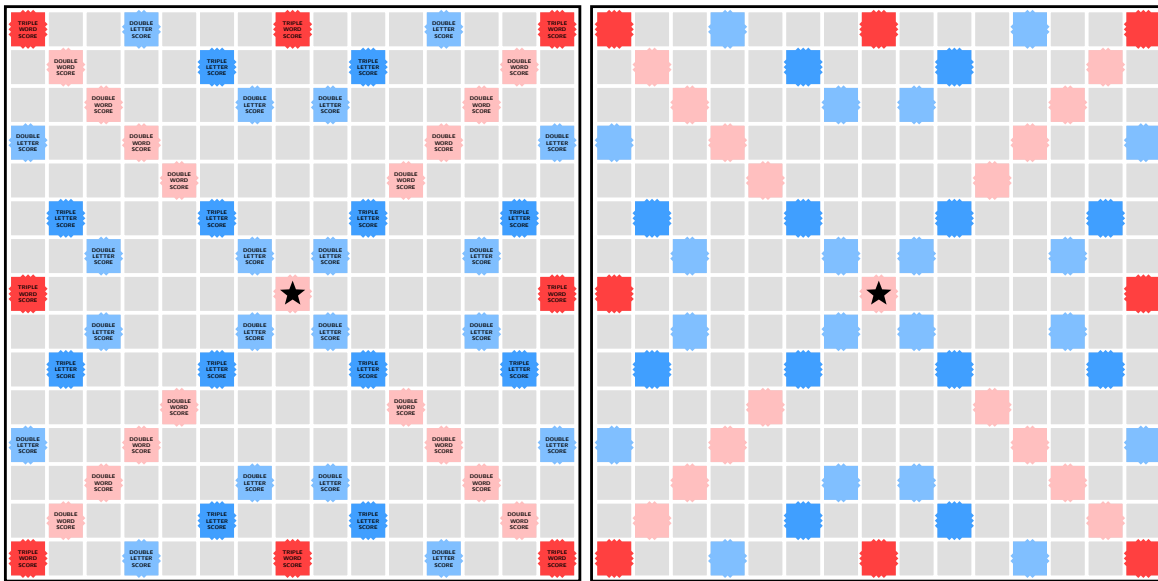 TRIPLE DOUBLE TRIPLE DOUBLE TRIPLE
WORD LETTER WORD LETTER WORD
SCORE SCORE SCORE SCORE SCORE
DOUBLE TRIPLE TRIPLE DOUBLE
WORD LETTER LETTER WORD
SCORE SCORE SCORE SCORE
DOUBLE DOUBLE DOUBLE DOUBLE
WORD LETTER LETTER WORD
SCORE SCORE SCORE SCORE
DOUBLE DOUBLE DOUBLE DOUBLE
LETTER WORD WORD LETTER
SCORE SCORE SCORE SCORE
DOUBLE DOUBLE
WORD WORD
SCORE SCORE
TRIPLE TRIPLE TRIPLE TRIPLE
LETTER LETTER LETTER LETTER
SCORE SCORE SCORE SCORE
DOUBLE DOUBLE DOUBLE DOUBLE
LETTER LETTER LETTER LETTER
SCORE SCORE SCORE SCORE
TRIPLE TRIPLE
WORD WORD
SCORE SCORE
DOUBLE DOUBLE DOUBLE DOUBLE
LETTER LETTER LETTER LETTER
SCORE SCORE SCORE SCORE
TRIPLE TRIPLE TRIPLE TRIPLE
LETTER LETTER LETTER LETTER
SCORE SCORE SCORE SCORE
DOUBLE DOUBLE
WORD WORD
SCORE SCORE
DOUBLE DOUBLE DOUBLE DOUBLE
LETTER WORD WORD LETTER
SCORE SCORE SCORE SCORE
DOUBLE DOUBLE DOUBLE DOUBLE
WORD LETTER LETTER WORD
SCORE SCORE SCORE SCORE
DOUBLE TRIPLE TRIPLE DOUBLE
WORD LETTER LETTER WORD
SCORE SCORE SCORE SCORE
TRIPLE DOUBLE TRIPLE DOUBLE TRIPLE
WORD LETTER WORD LETTER WORD
SCORE SCORE SCORE SCORE SCORE